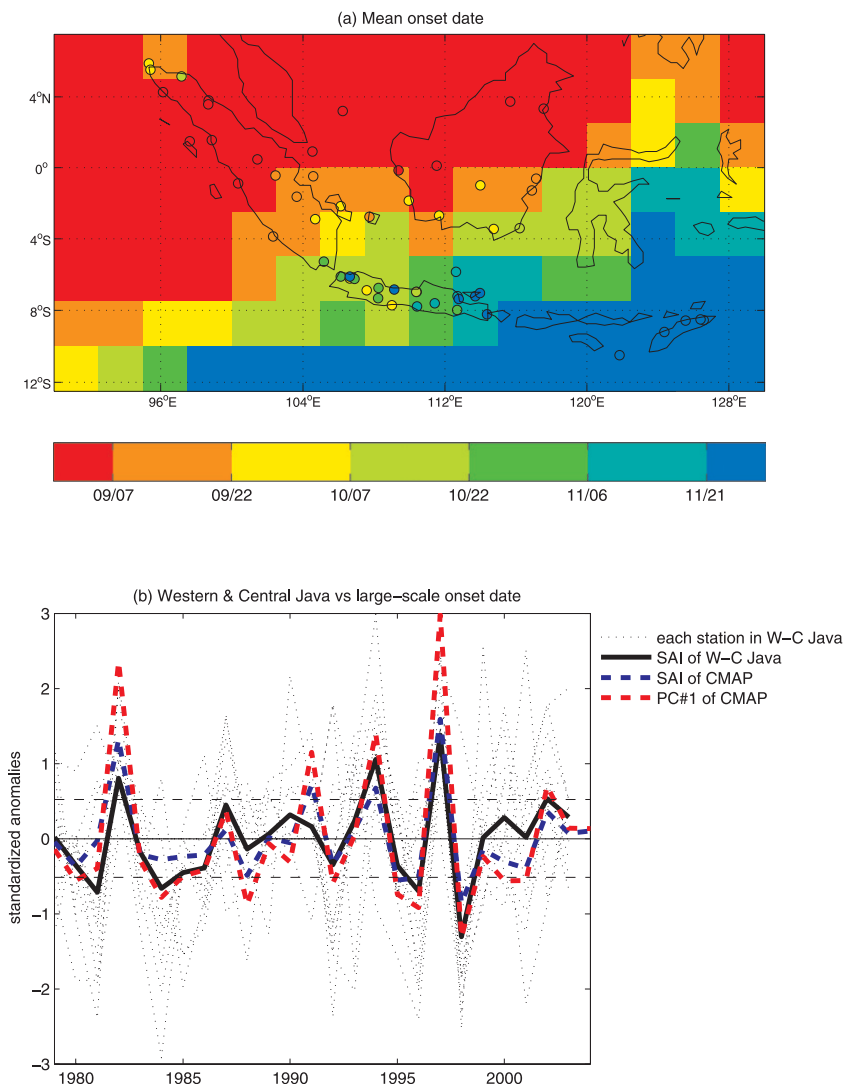 (a) Mean onset date
4°N
0°
4°S
8°S
12°S
96°E 104°E 112°E 120°E 128°E
09/07 09/22 10/07 10/22 11/06 11/21
(b) Western & Central Java vs large−scale onset date
standardized anomalies
3
2
1
0
−1
−2
−3
1980 1985 1990 1995 2000
each station in W−C Java
SAI of W−C Java
SAI of CMAP
PC#1 of CMAP